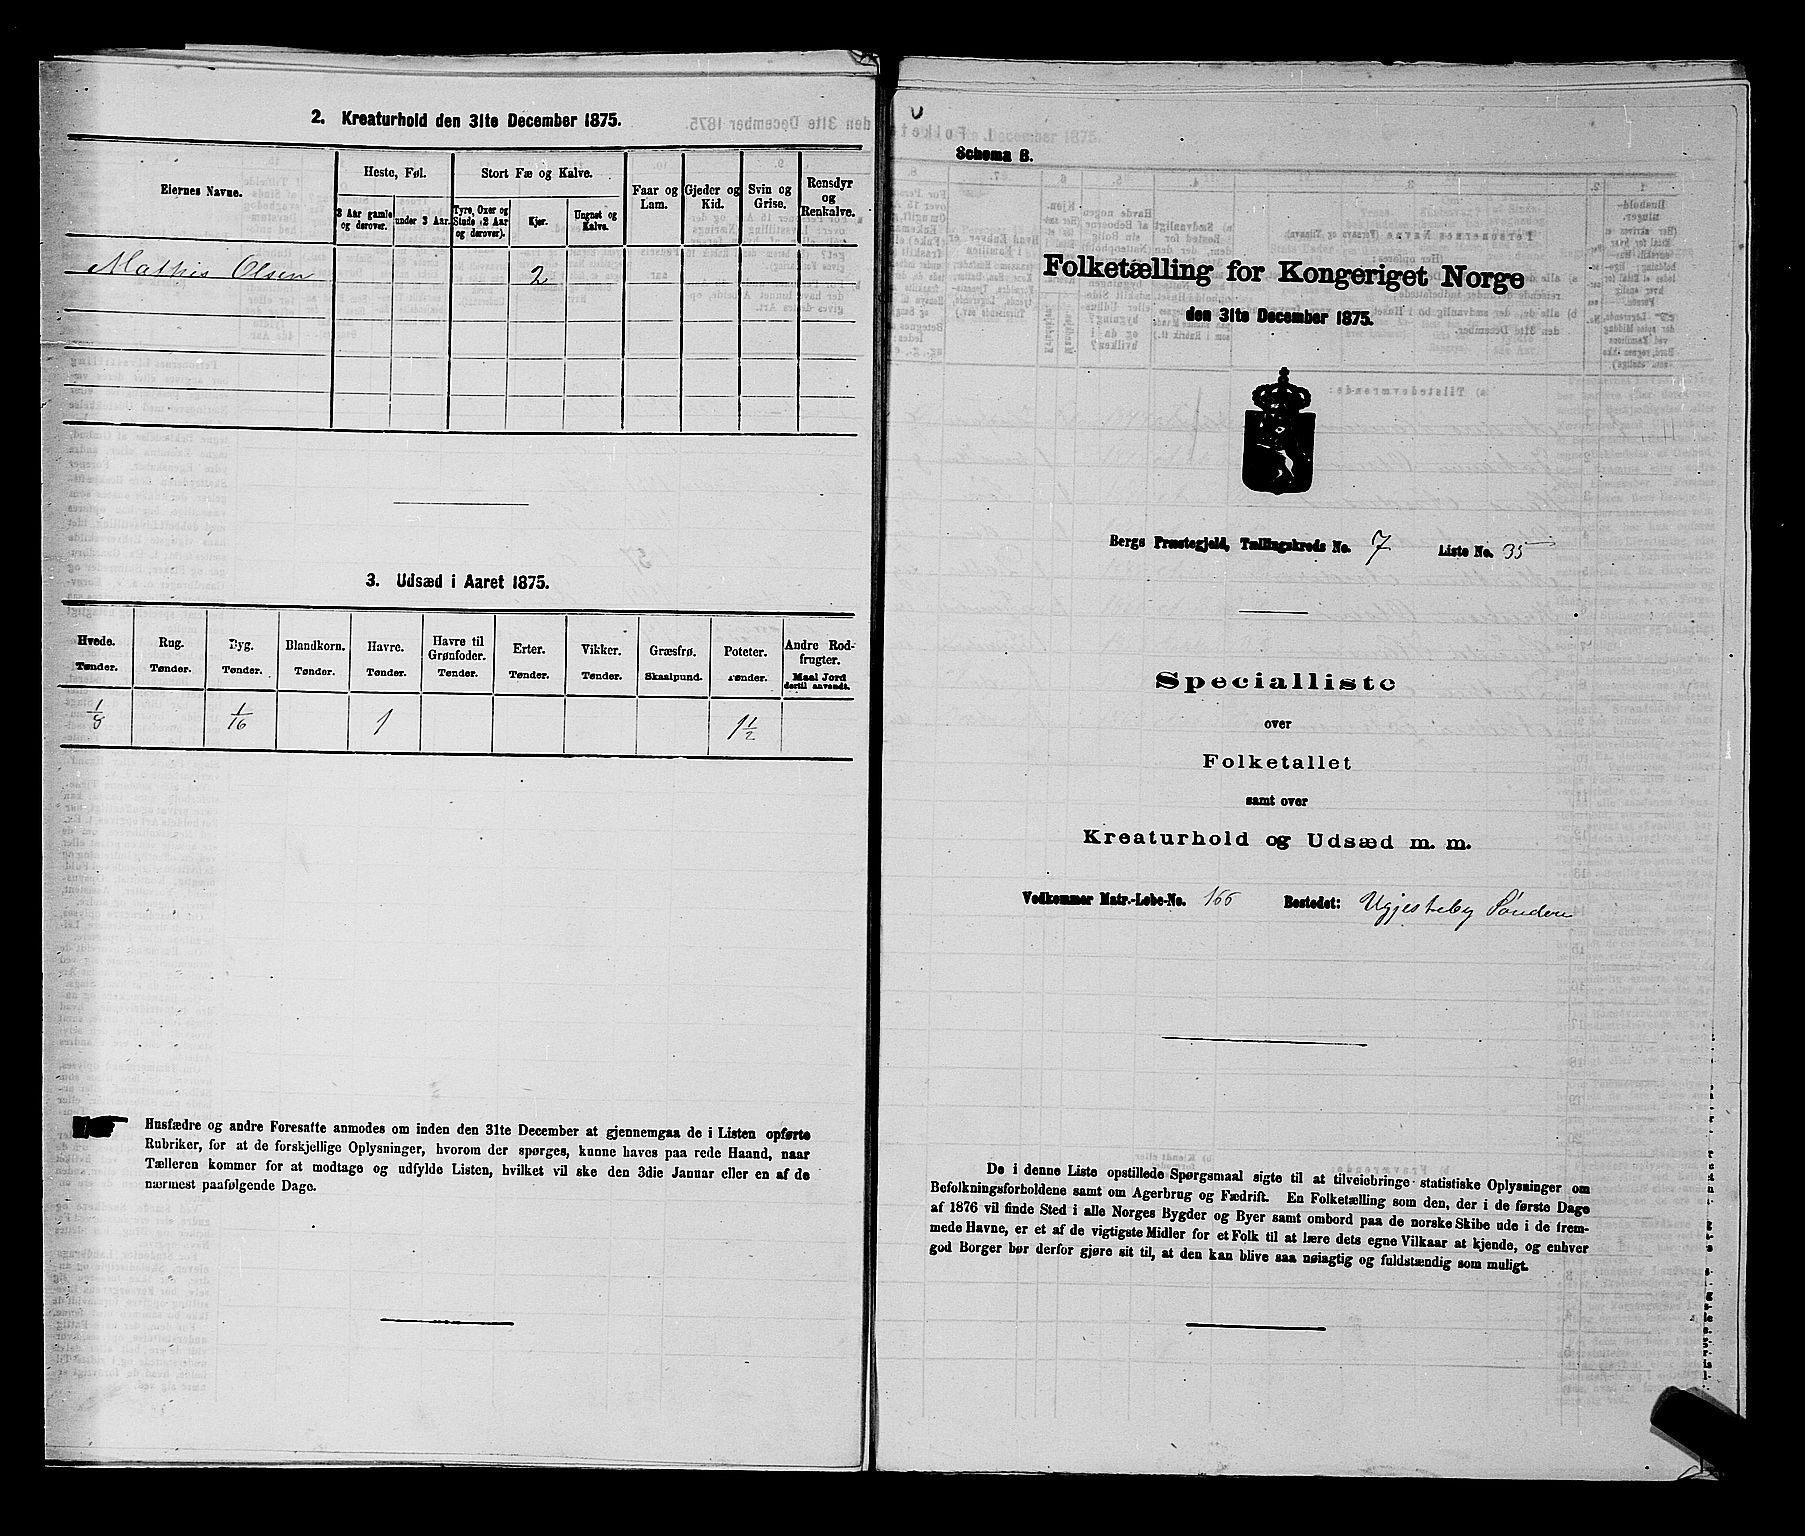 2. Kreaturhold den 31te December 1875.
Eiernes Navne.
Heste, Føl.
Stort Fæ og Kalve.
Faar og Lam.
Gjeder og Kid.
Svin og Grise.
Rensdyr og Renkalve.
3 Aar gamle og derover.
under 3 Aar.
Tyre, Oxer og Stude 2 Aar og derover).
Kjør.
Ungnøt og Kalve.
Mathis Olsen 2
3. Udsæd i Aaret 1875.
Hvede. Rug. Byg. Blandkorn. Havre. Havre til Grønfoder. Erter. Vikker. Græsfrø. Poteter. Andre Rodfrugter.
Tønder. Tønder. Tønder. Tønder. Tønder. Tønder. Tønder. Tønder. Skaalpund. Tønder. Maal Jord dertil anvendt.
1/8 1/16 1 1 1/2
Husfædre og andre Foresatte anmodes om inden den 31te December at gjennemgaa de i Listen opførte
Rubriker, for at de forskjellige Oplysninger, hvorom der spørges, kunne haves paa rede Haand, naar
Tælleren kommer for at modtage og udfylde Listen, hvilket vil ske den 3die Januar eller en af de
nærmest paafølgende Dage.
Schema B.
Folketælling for Kongeriget Norge
den 31te December 1875.
Bergs Præstegjeld, Tællingskreds No. 7 Liste No. 35
Specialliste
over
Folketallet
samt over
Kreaturhold og Udsæd m. m.
Vedkommer Matr.-Løbe-No. 166 Bostedet: Ugjesteby Søndre
De i denne Liste opstillede Spørgsmaal sigte til at tilveiebringe statistiske Oplysninger om
Befolkningsforholdene samt om Agerbrug og Fædrift. En Folketælling som den, der i de første Dage
af 1876 vil finde Sted i alle Norges Bygder og Byer samt ombord paa de norske Skibe ude i de frem-
mede Havne, er et af de vigtigste Midler for et Folk til at lære dets egne Vilkaar at kjende, og enhver
god Borger bør derfor gjøre sit til, at den kan blive saa nøiagtig og fuldstændig som muligt.